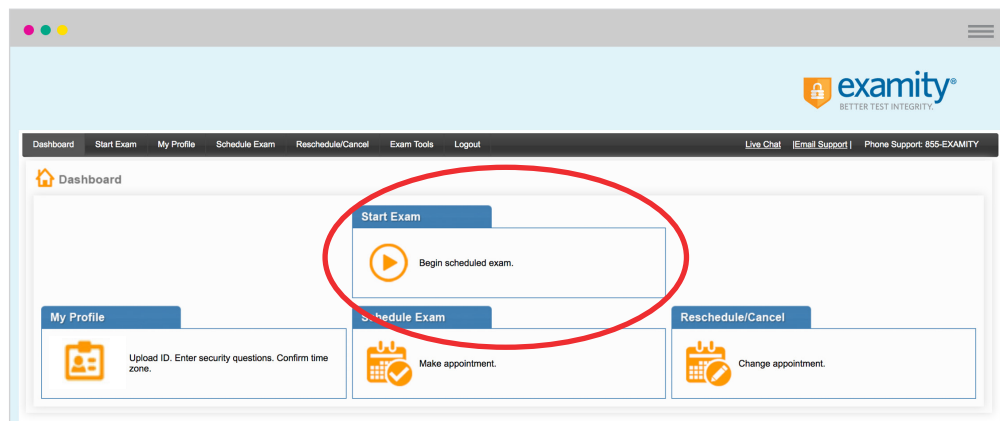 examity®
BETTER TEST INTEGRITY.
Dashboard Start Exam My Profile Schedule Exam Reschedule/Cancel Exam Tools Logout Live Chat |Email Support| Phone Support: 855-EXAMITY
Dashboard
Start Exam
Begin scheduled exam.
My Profile Schedule Exam Reschedule/Cancel
Upload ID. Enter security questions. Confirm time
zone.
Make appointment.
Change appointment.